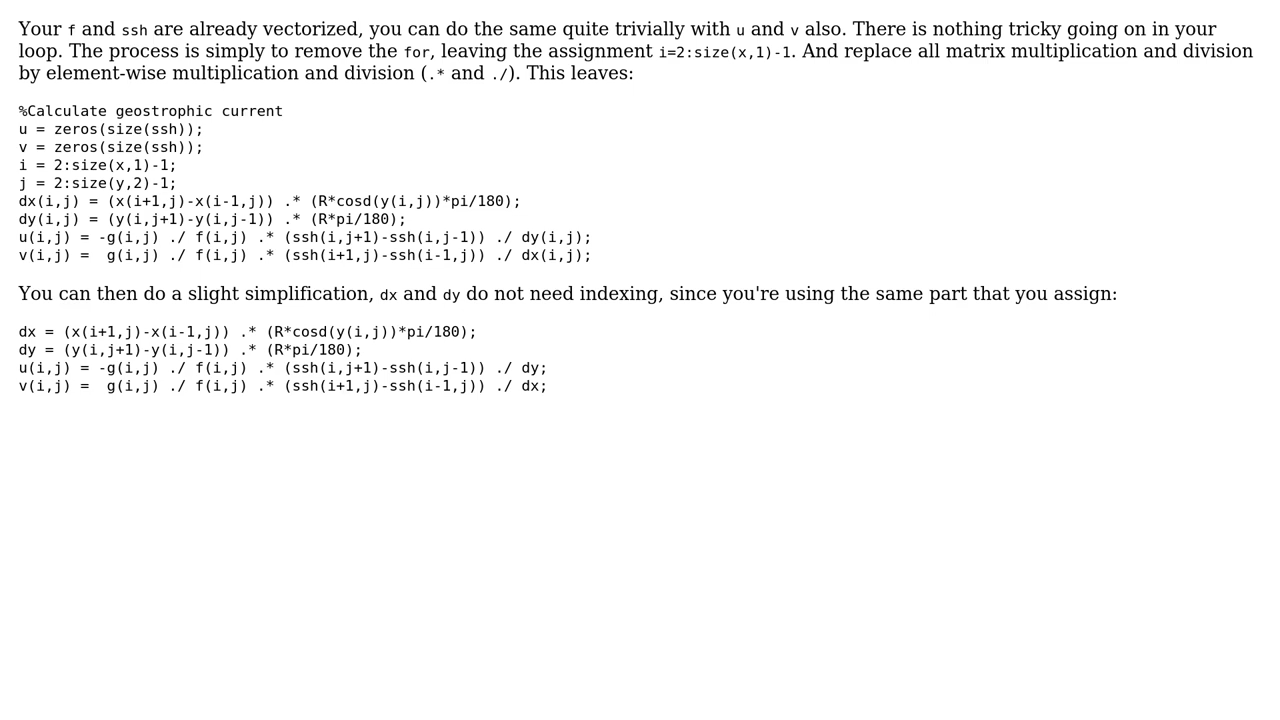 Your f and ssh are already vectorized, you can do the same quite trivially with u and v also. There is nothing tricky going on in your
loop. The process is simply to remove the for, leaving the assignment i=2:size(x,1)-1. And replace all matrix multiplication and division
by element-wise multiplication and division (.* and ./). This leaves:
%Calculate geostrophic current
u = zeros(size(ssh));
v = zeros(size(ssh));
i = 2:size(x,1)-1;
j = 2:size(y,2)-1;
dx(i,j) = (x(i+1,j)-x(i-1,j)) .* (R*cosd(y(i,j))*pi/180);
dy(i,j) = (y(i,j+1)-y(i,j-1)) .* (R*pi/180);
u(i,j) = -g(i,j) ./ f(i,j) .* (ssh(i,j+1)-ssh(i,j-1)) ./ dy(i,j);
v(i,j) =  g(i,j) ./ f(i,j) .* (ssh(i+1,j)-ssh(i-1,j)) ./ dx(i,j);
You can then do a slight simplification, dx and dy do not need indexing, since you're using the same part that you assign:
dx = (x(i+1,j)-x(i-1,j)) .* (R*cosd(y(i,j))*pi/180);
dy = (y(i,j+1)-y(i,j-1)) .* (R*pi/180);
u(i,j) = -g(i,j) ./ f(i,j) .* (ssh(i,j+1)-ssh(i,j-1)) ./ dy;
v(i,j) =  g(i,j) ./ f(i,j) .* (ssh(i+1,j)-ssh(i-1,j)) ./ dx;